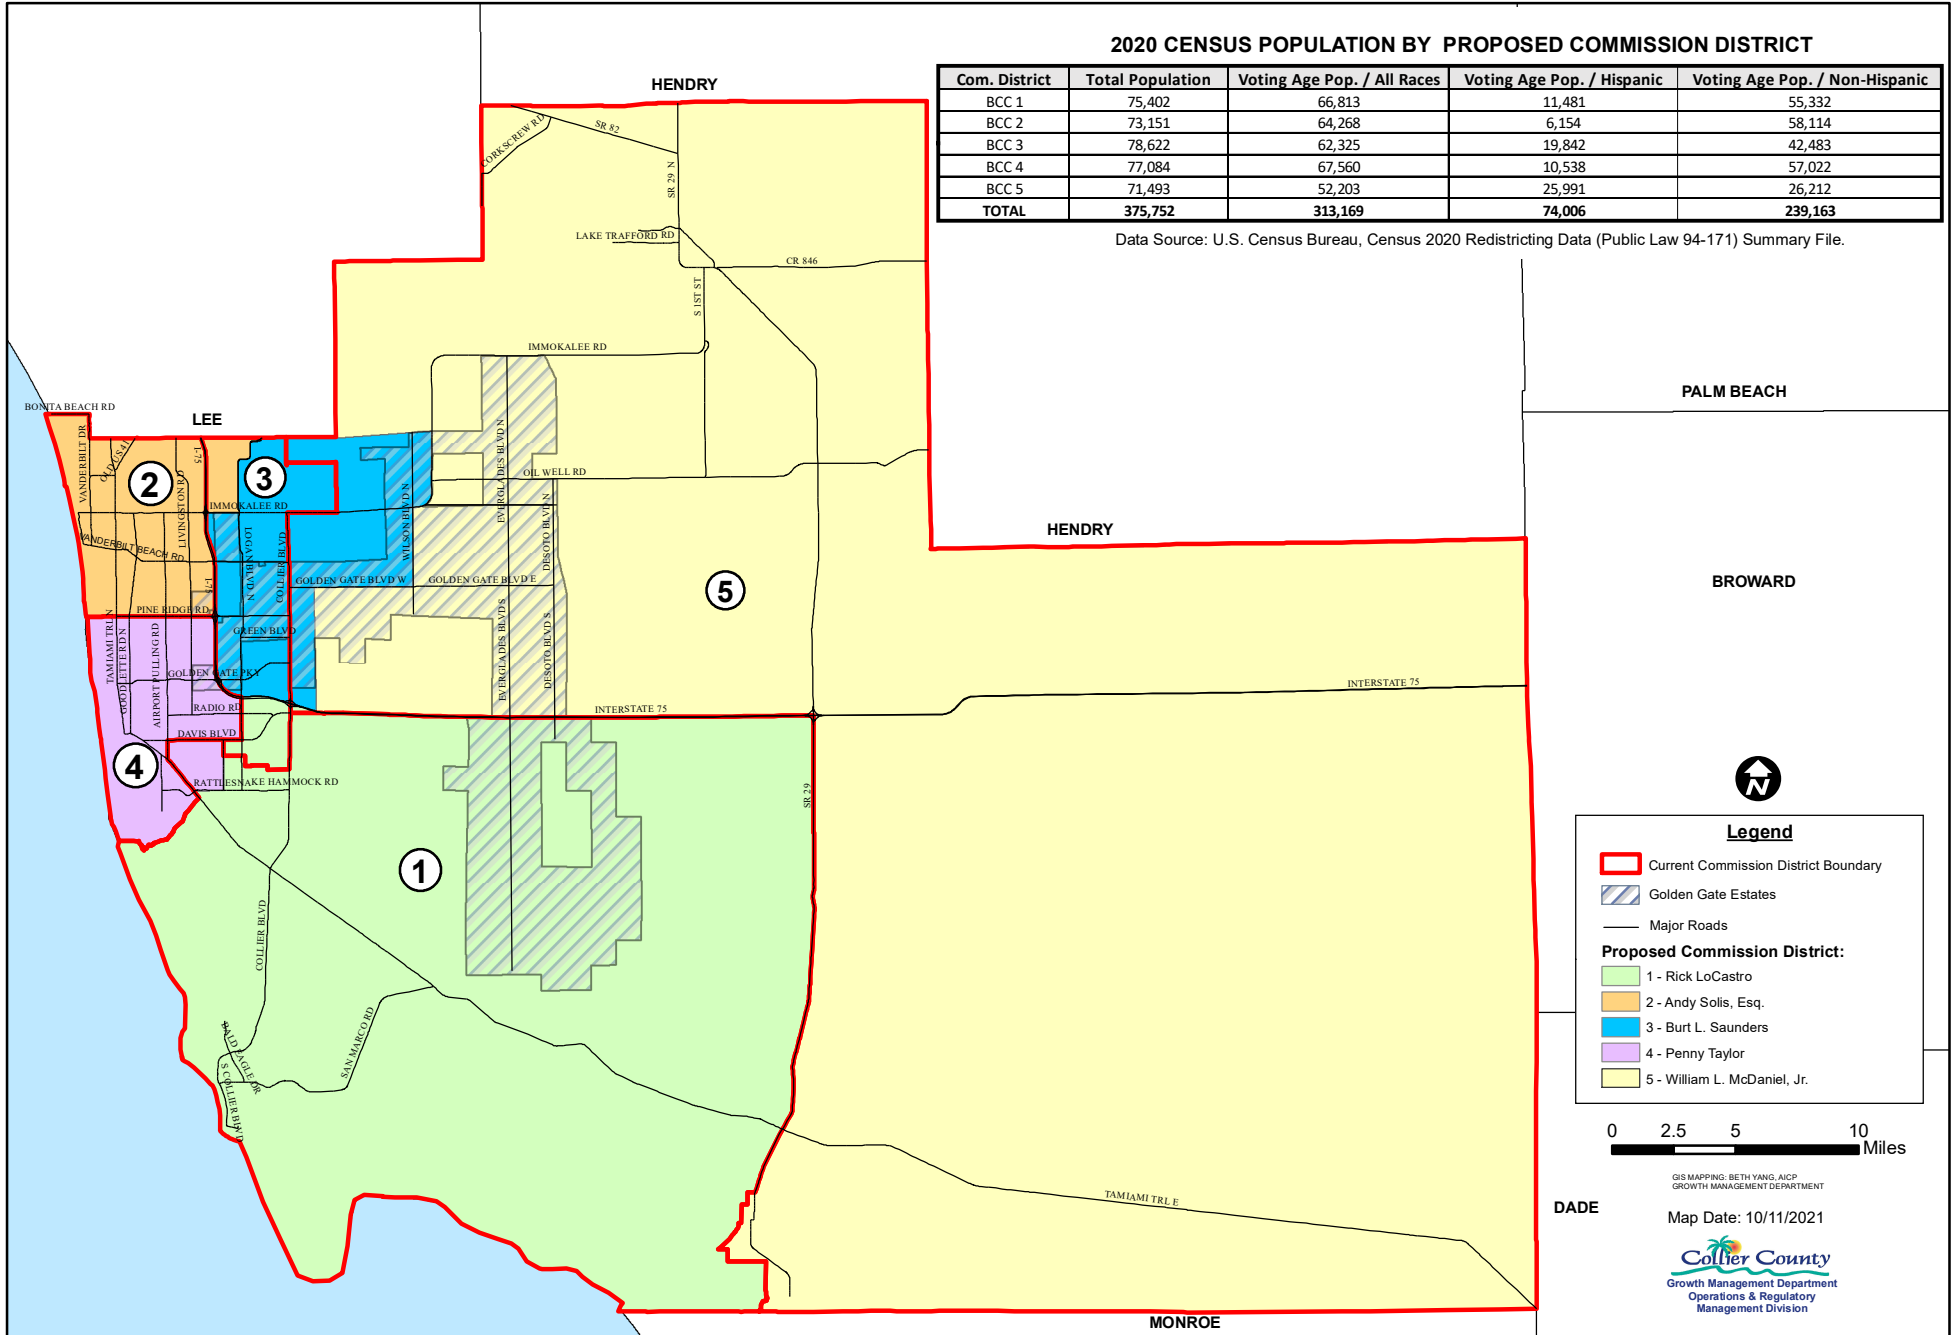 2020 CENSUS POPULATION BY PROPOSED COMMISSION DISTRICT
Com. District Total Population Voting Age Pop. / All Races Voting Age Pop. / Hispanic Voting Age Pop. / Non-Hispanic
BCC 1 75,402 66,813 11,481 55,332
BCC 2 73,151 64,268 6,154 58,114
BCC 3 78,622 62,325 19,842 42,483
BCC 4 77,084 67,560 10,538 57,022
BCC 5 71,493 52,203 25,991 26,212
TOTAL 375,752 313,169 74,006 239,163
Data Source: U.S. Census Bureau, Census 2020 Redistricting Data (Public Law 94-171) Summary File.
HENDRY
CORKSCREW RD
SR 82
SR 29 N
LAKE TRAFFORD RD
CR 846
S 1ST ST
IMMOKALEE RD
PALM BEACH
BONITA BEACH RD
LEE
VANDERBILT DR
OLD US 41
I-75
2
3
LIVINGSTON RD
IMMOKALEE RD
EVERGLADES BLVD N
OIL WELL RD
WILSON BLVD N
DESOTO BLVD N
HENDRY
VANDERBILT BEACH RD
LOGAN BLVD N
COLLIER BLVD
I-75
GOLDEN GATE BLVD W
GOLDEN GATE BLVD E
5
BROWARD
PINE RIDGE RD
TAMIAMI TRL N
GOODLETTE RD N
AIRPORT PULLING RD
GREEN BLVD
EVERGLADES BLVD S
DESOTO BLVD S
GOLDEN GATE PKY
RADIO RD
INTERSTATE 75
INTERSTATE 75
DAVIS BLVD
4
RATTLESNAKE HAMMOCK RD
SR 29
1
COLLIER BLVD
SAN MARCO RD
BALD EAGLE DR
S COLLIER BLVD
TAMIAMI TRL E
DADE
MONROE
N
Legend
Current Commission District Boundary
Golden Gate Estates
Major Roads
Proposed Commission District:
1 - Rick LoCastro
2 - Andy Solis, Esq.
3 - Burt L. Saunders
4 - Penny Taylor
5 - William L. McDaniel, Jr.
0 2.5 5 10
Miles
GIS MAPPING: BETH YANG, AICP
GROWTH MANAGEMENT DEPARTMENT
Map Date: 10/11/2021
Collier County
Growth Management Department
Operations & Regulatory
Management Division